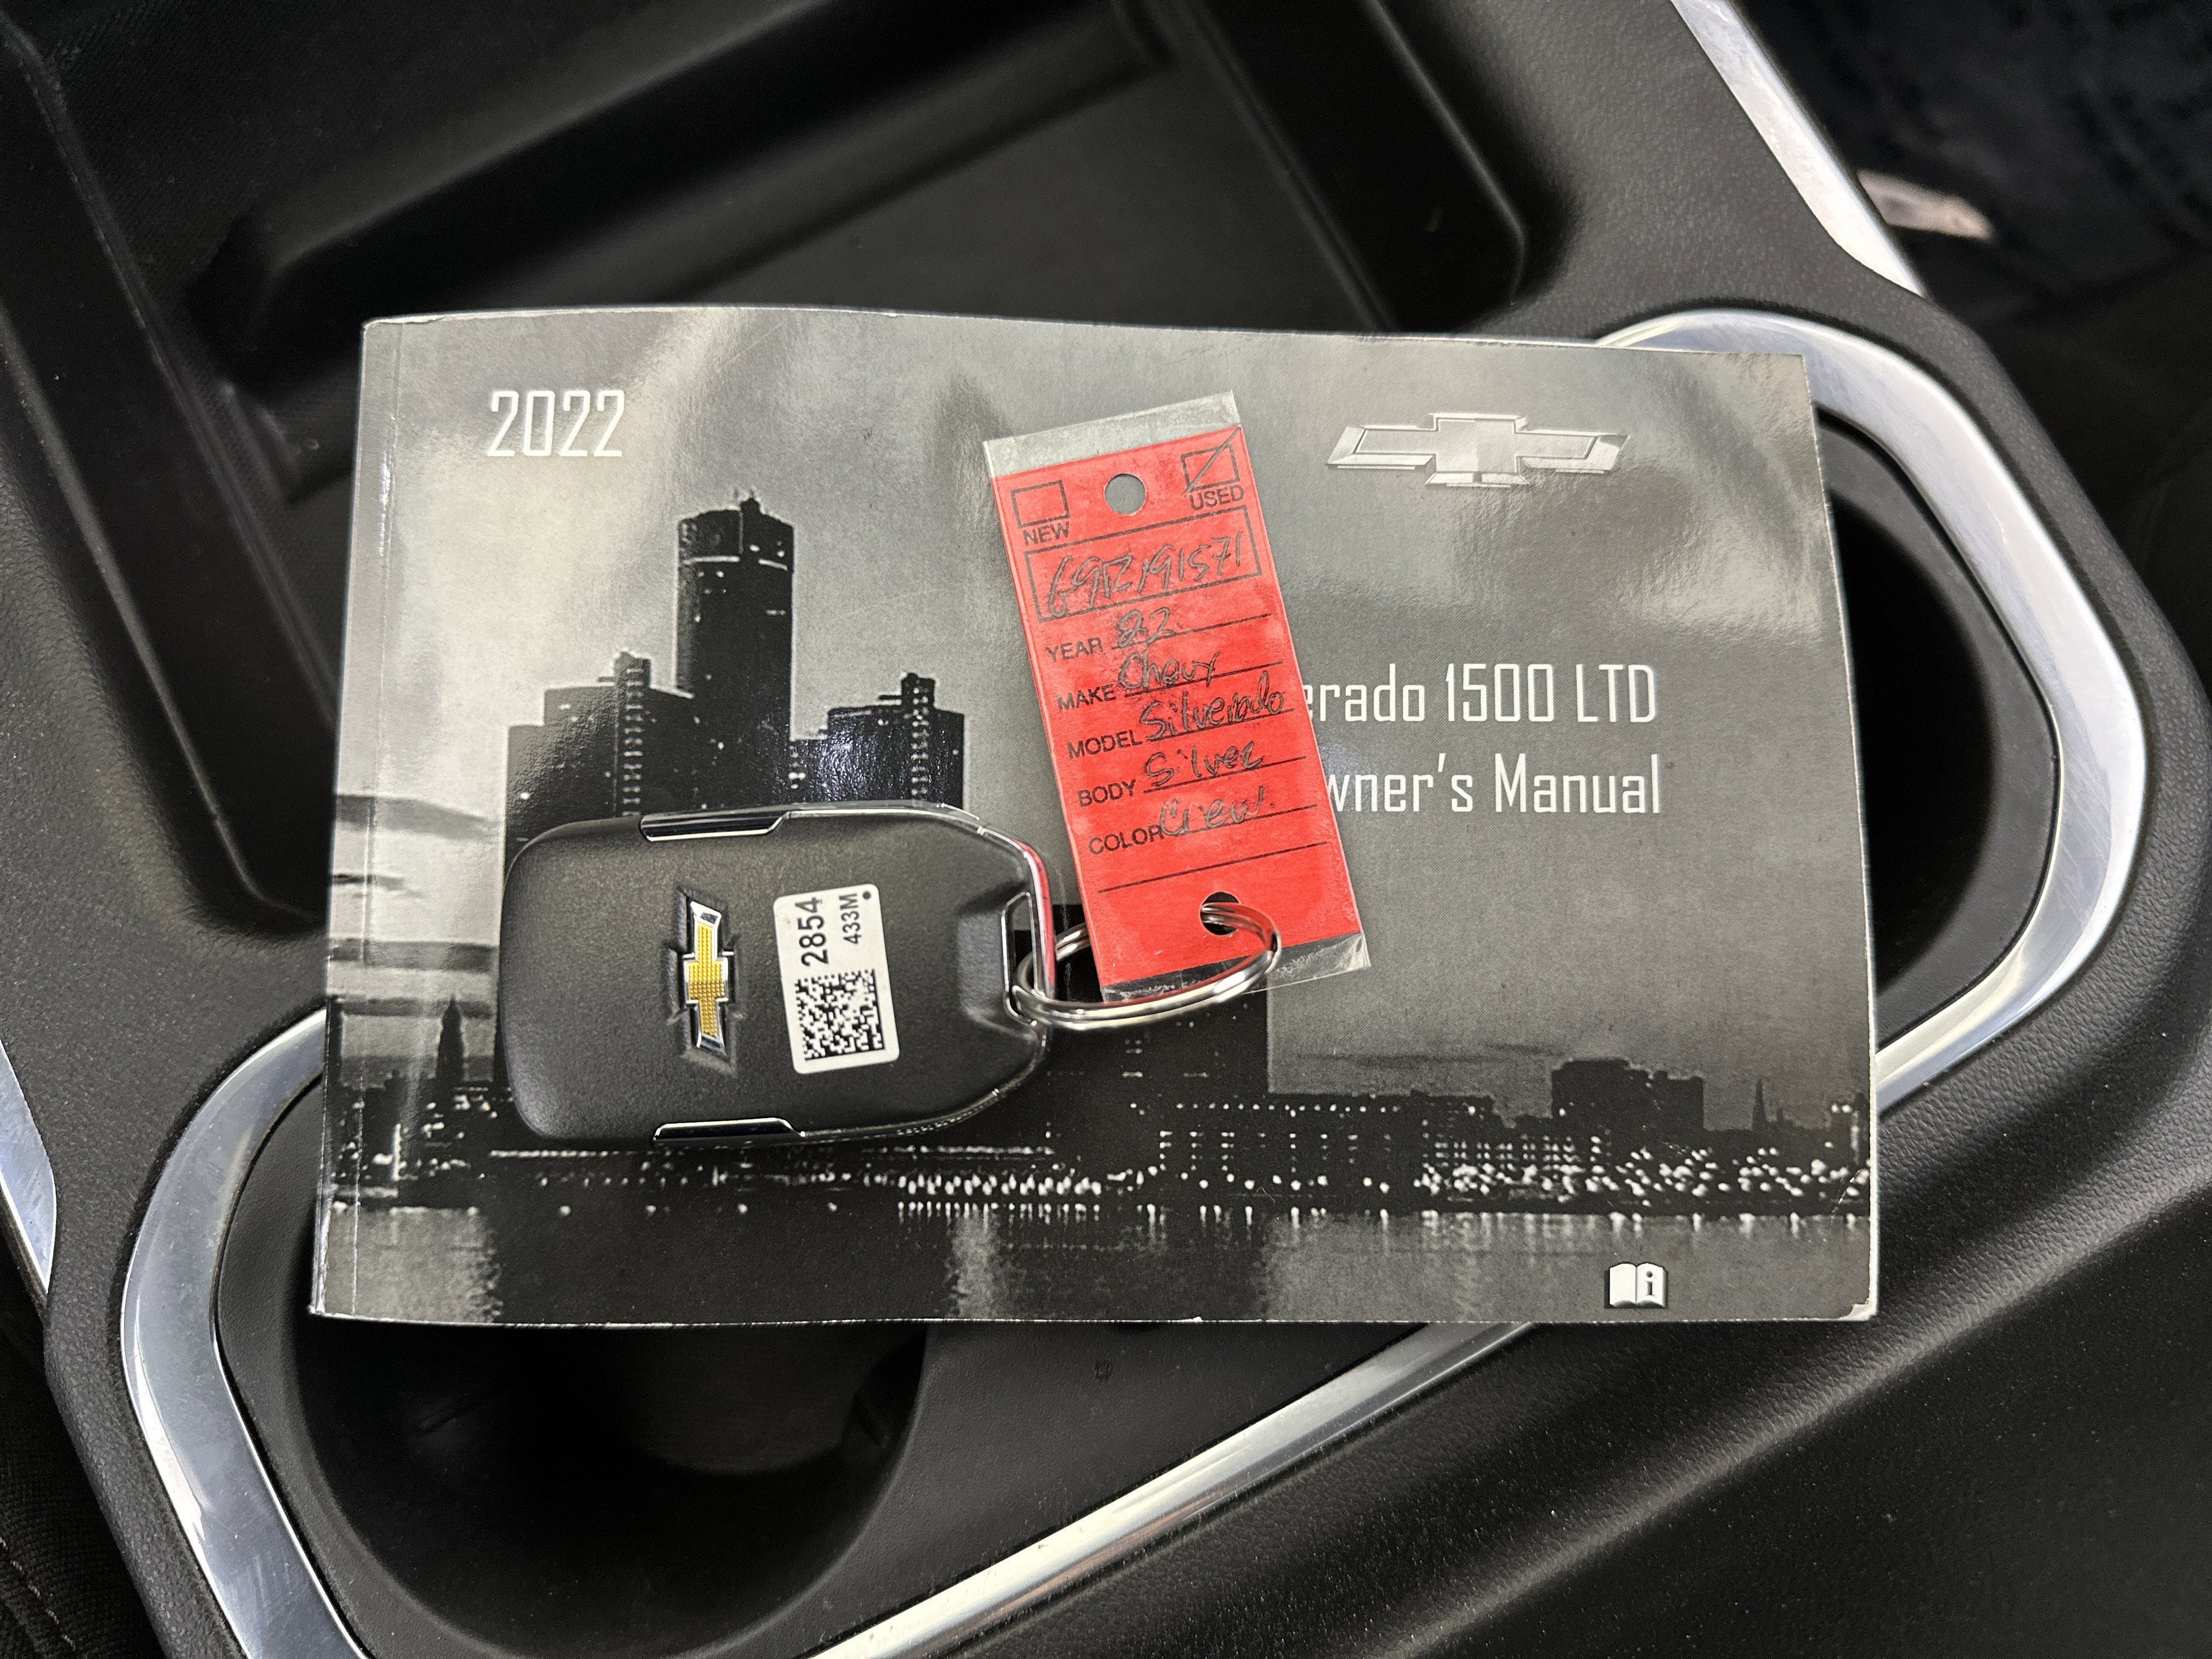 2022
NEW
USED
YEAR 22
MAKE Chevy
MODEL Silverado
BODY Silver
COLOR Crew
erado 1500 LTD
wner's Manual
2854
433M
i